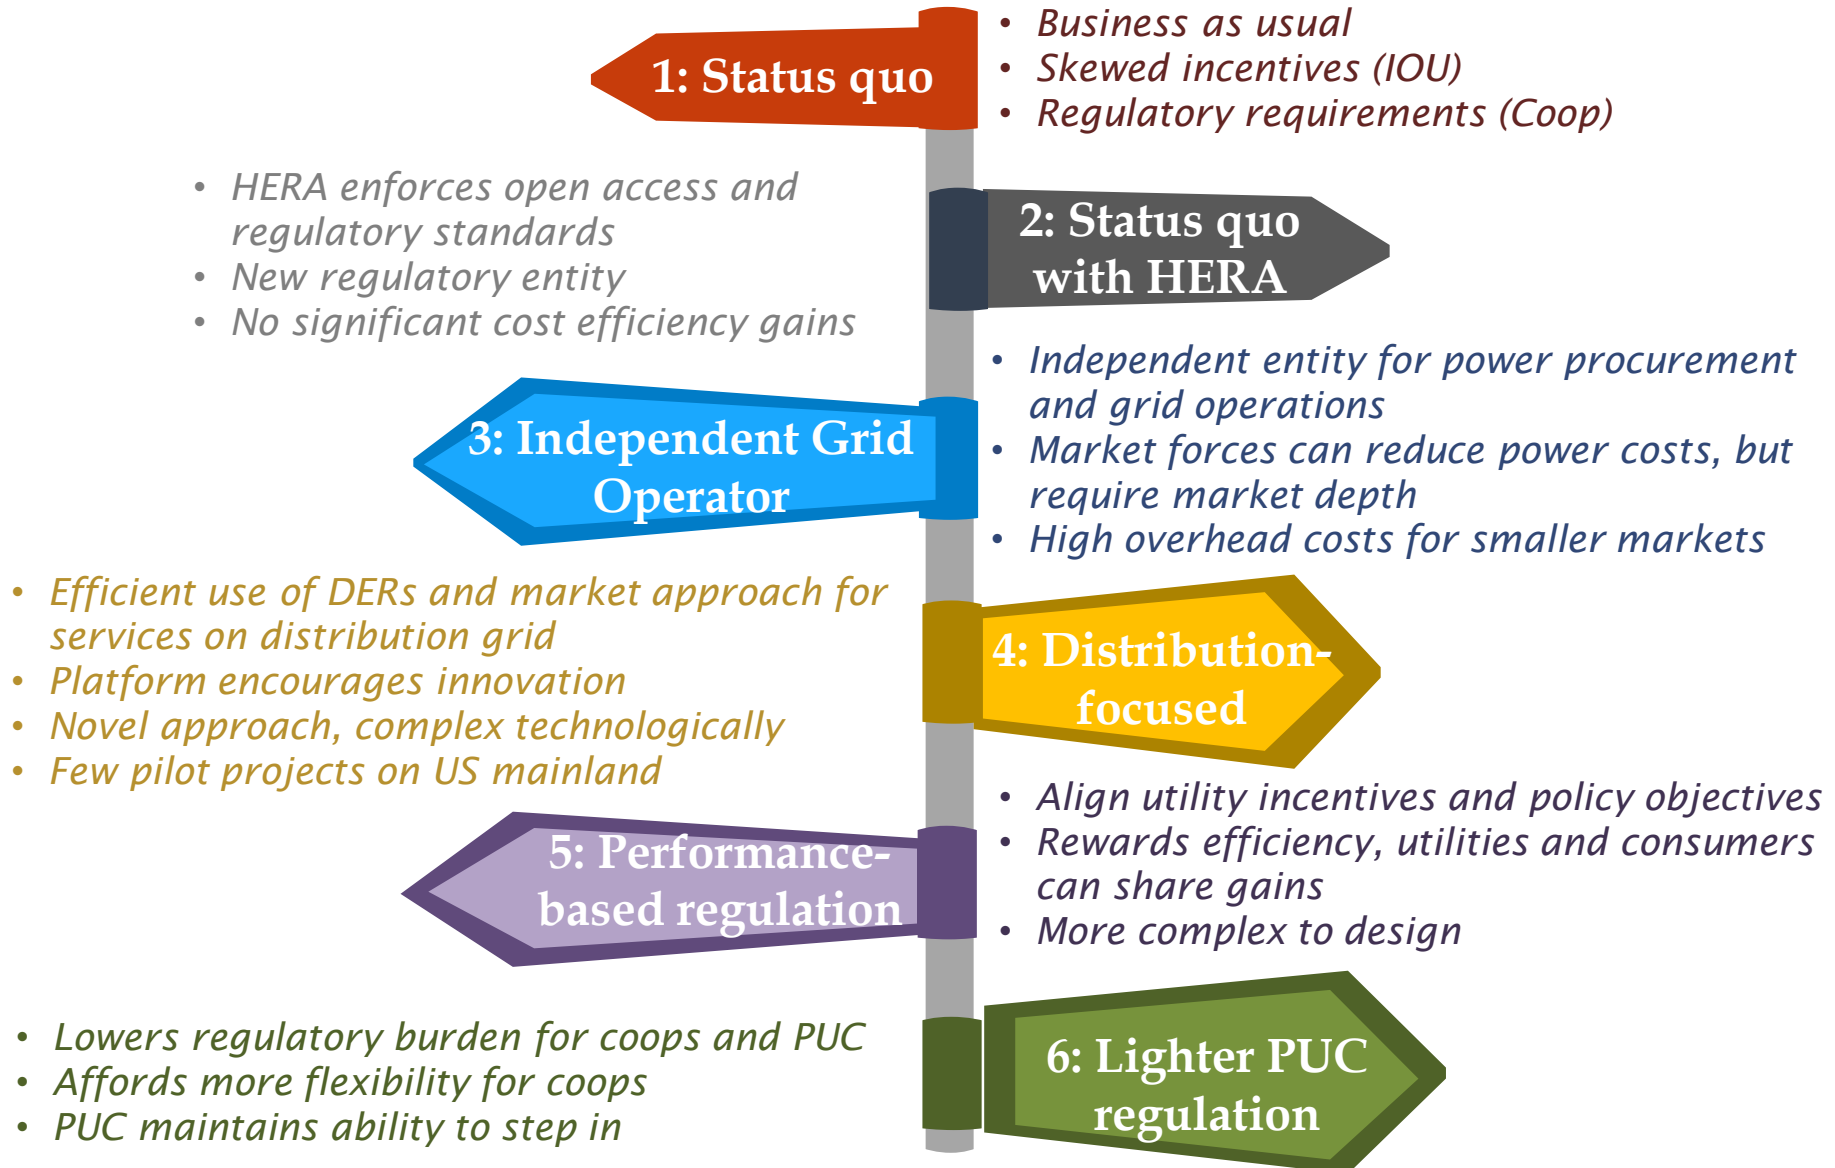 1: Status quo
• Business as usual
• Skewed incentives (IOU)
• Regulatory requirements (Coop)
• HERA enforces open access and
regulatory standards
• New regulatory entity
• No significant cost efficiency gains
2: Status quo
with HERA
3: Independent Grid
Operator
• Independent entity for power procurement
and grid operations
• Market forces can reduce power costs, but
require market depth
• High overhead costs for smaller markets
• Efficient use of DERs and market approach for
services on distribution grid
• Platform encourages innovation
• Novel approach, complex technologically
• Few pilot projects on US mainland
4: Distribution-
focused
5: Performance-
based regulation
• Align utility incentives and policy objectives
• Rewards efficiency, utilities and consumers
can share gains
• More complex to design
• Lowers regulatory burden for coops and PUC
• Affords more flexibility for coops
• PUC maintains ability to step in
6: Lighter PUC
regulation